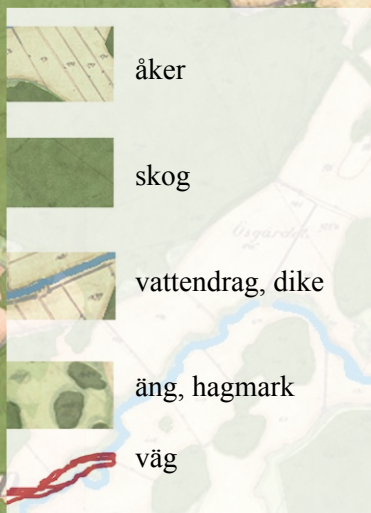 åker
skog
vattendrag, dike
äng, hagmark
väg